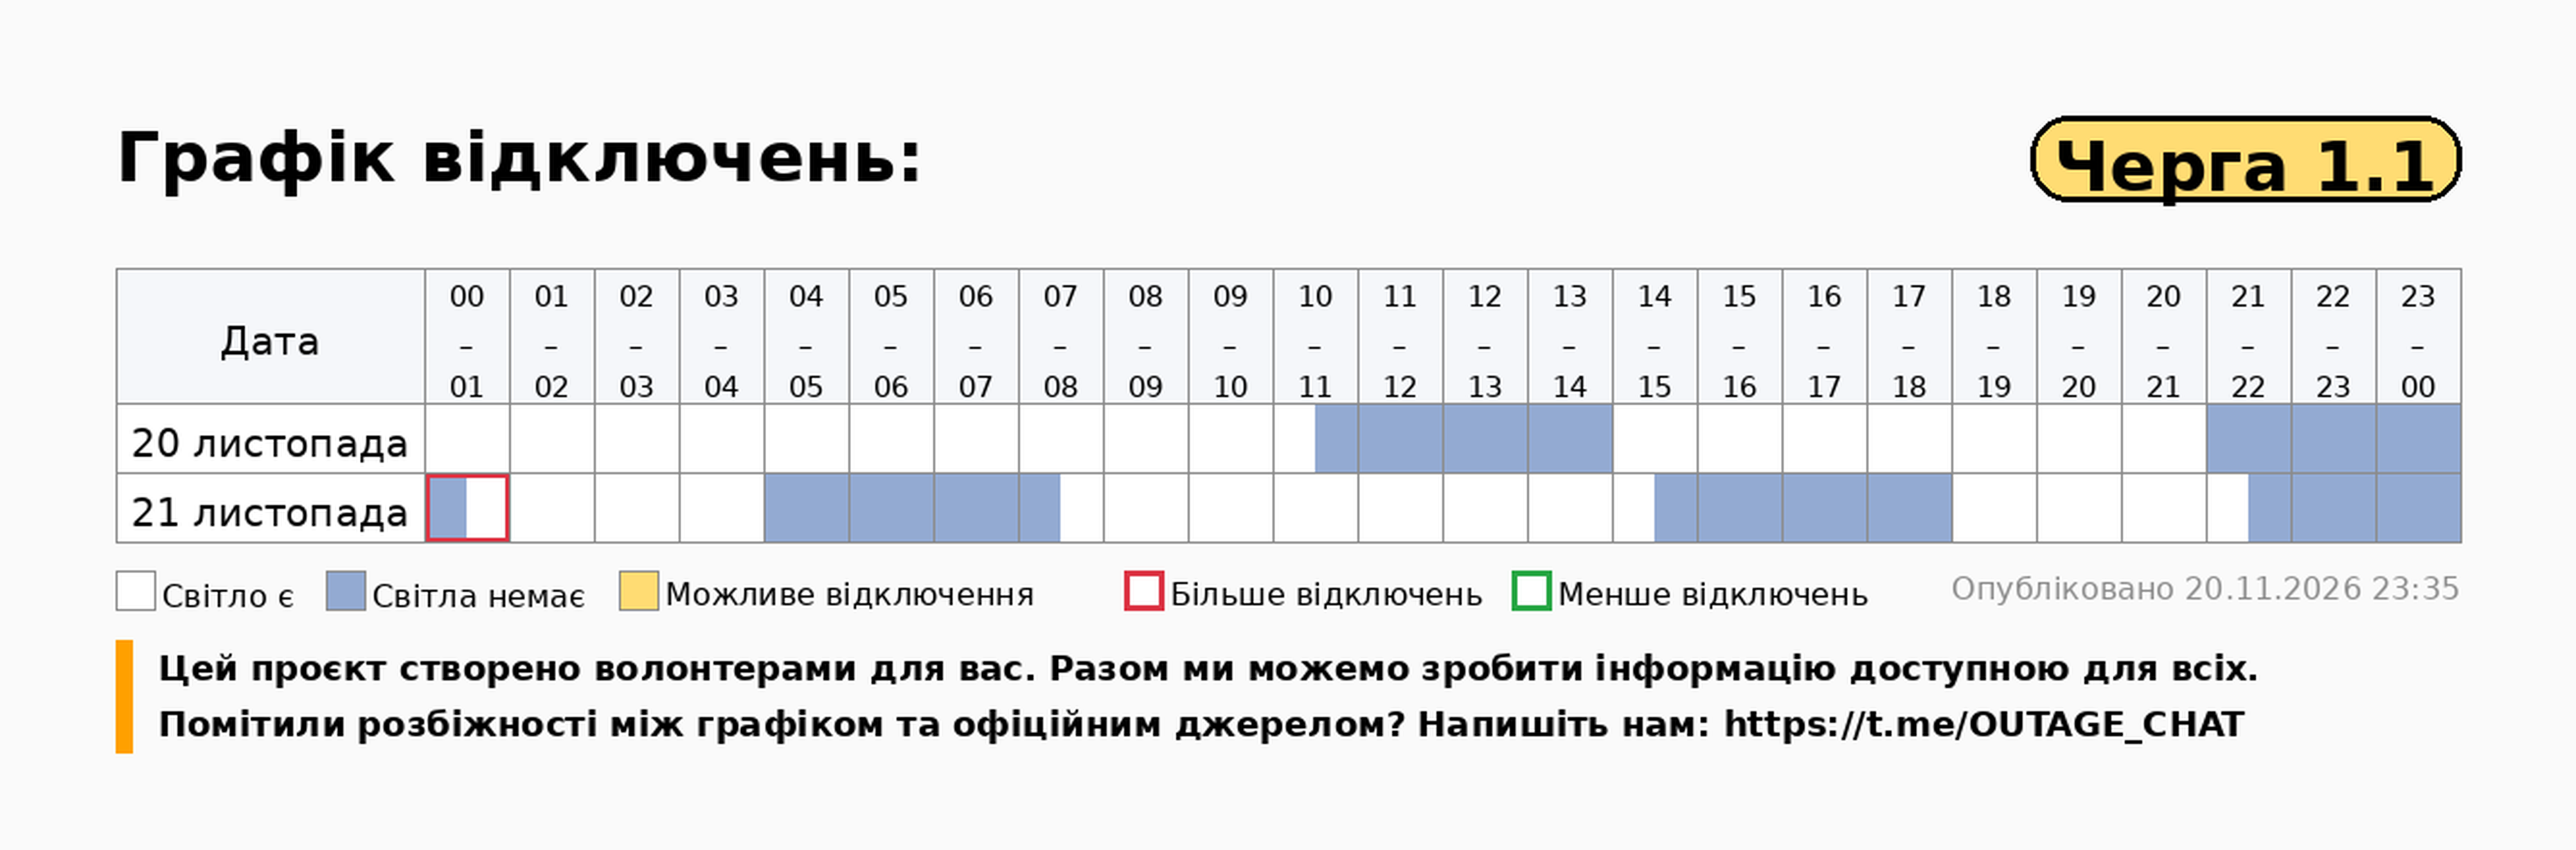 Графік відключень:
Черга 1.1
Дата
00 – 01
01 – 02
02 – 03
03 – 04
04 – 05
05 – 06
06 – 07
07 – 08
08 – 09
09 – 10
10 – 11
11 – 12
12 – 13
13 – 14
14 – 15
15 – 16
16 – 17
17 – 18
18 – 19
19 – 20
20 – 21
21 – 22
22 – 23
23 – 00
20 листопада
21 листопада
Світло є
Світла немає
Можливе відключення
Більше відключень
Менше відключень
Опубліковано 20.11.2026 23:35
Цей проєкт створено волонтерами для вас. Разом ми можемо зробити інформацію доступною для всіх.
Помітили розбіжності між графіком та офіційним джерелом? Напишіть нам: https://t.me/OUTAGE_CHAT